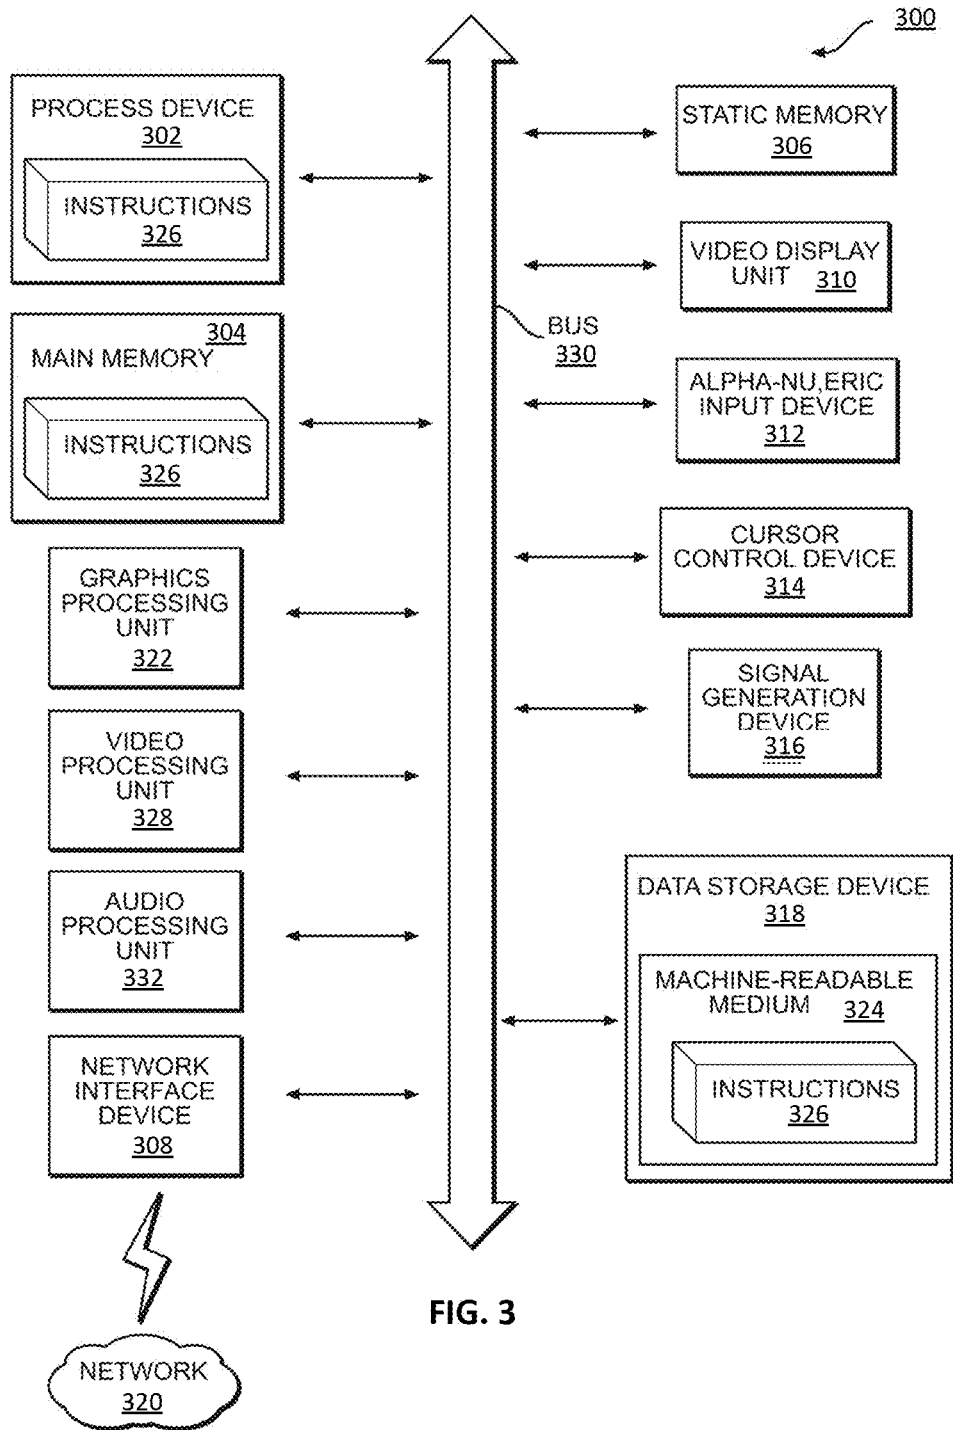 300
PROCESS DEVICE
302
INSTRUCTIONS
326
304
MAIN MEMORY
INSTRUCTIONS
326
GRAPHICS
PROCESSING
UNIT
322
VIDEO
PROCESSING
UNIT
328
AUDIO
PROCESSING
UNIT
332
NETWORK
INTERFACE
DEVICE
308
NETWORK
320
BUS
330
STATIC MEMORY
306
VIDEO DISPLAY
UNIT 310
ALPHA-NU,ERIC
INPUT DEVICE
312
CURSOR
CONTROL DEVICE
314
SIGNAL
GENERATION
DEVICE
316
DATA STORAGE DEVICE
318
MACHINE-READABLE
MEDIUM 324
INSTRUCTIONS
326
FIG. 3